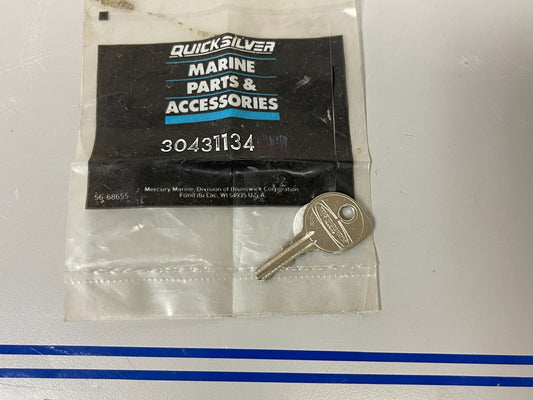 QUICKSILVER
MARINE
PARTS &
ACCESSORIES
30431134
Mercury Marine, Division of Brunswick Corporation
56-68655 Fond du Lac, WI 54935 U.S.A.